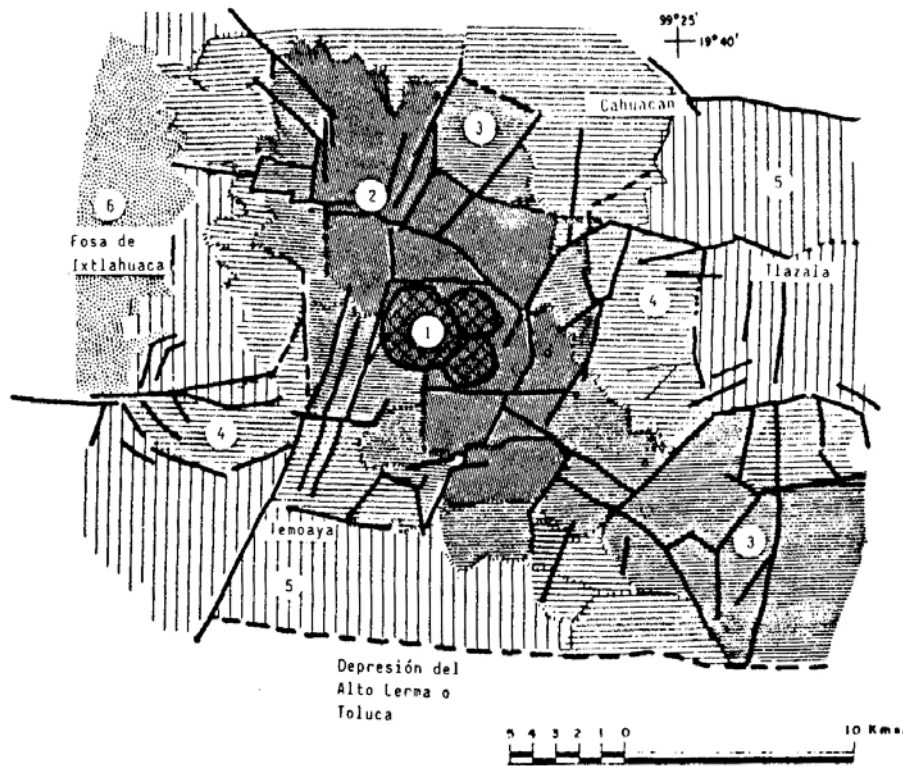 99° 25'
19° 40'
Cahuacan
3
5
2
6
Fosa de
Ixtlahuaca
Tlazala
4
1
4
Temoaya
3
5
Depresión del
Alto Lerma o
Toluca
5 4 3 2 1 0 10 Kms.